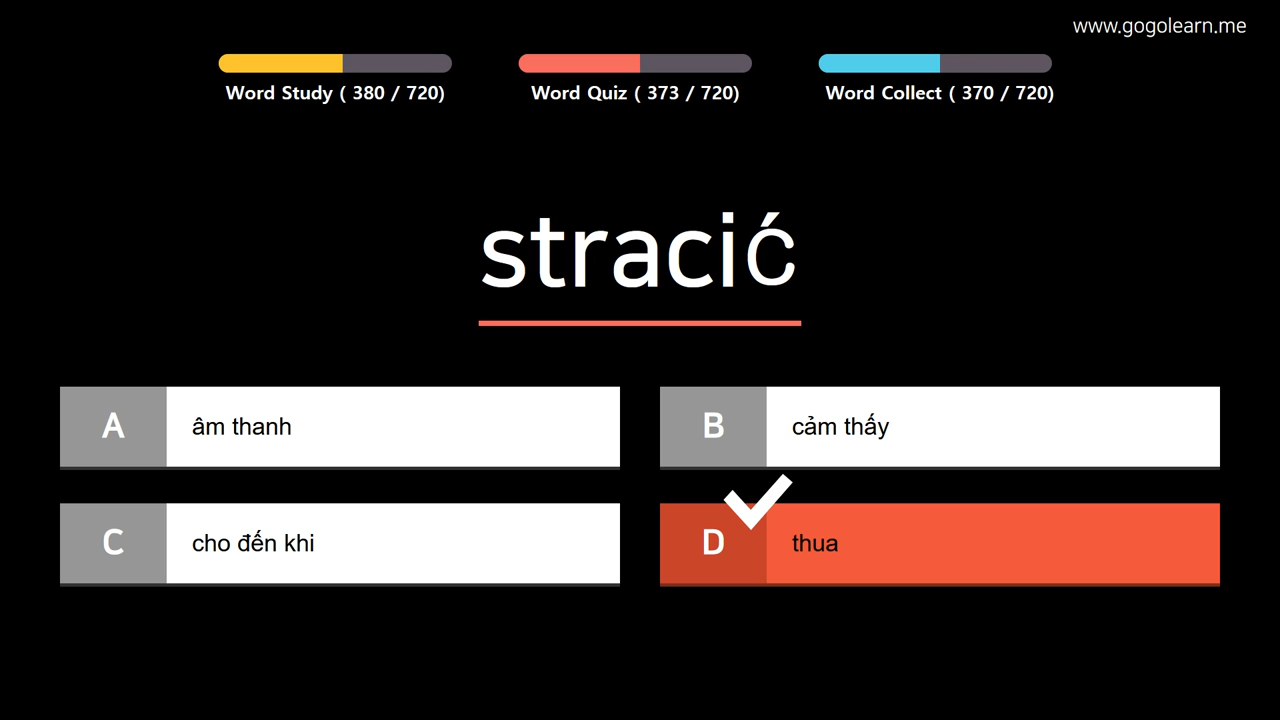 www.gogolearn.me
Word Study ( 380 / 720)
Word Quiz ( 373 / 720)
Word Collect ( 370 / 720)
stracić
A
âm thanh
B
cảm thấy
C
cho đến khi
D
thua